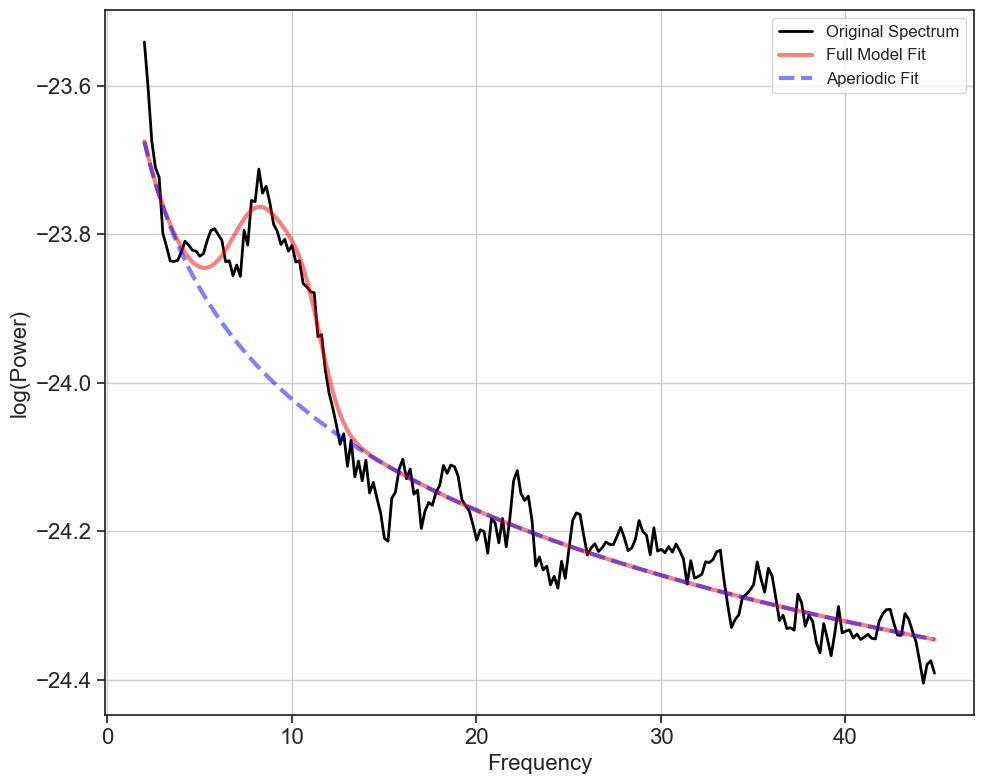 Original Spectrum
Full Model Fit
Aperiodic Fit
−23.6
−23.8
−24.0
−24.2
−24.4
log(Power)
0 10 20 30 40
Frequency